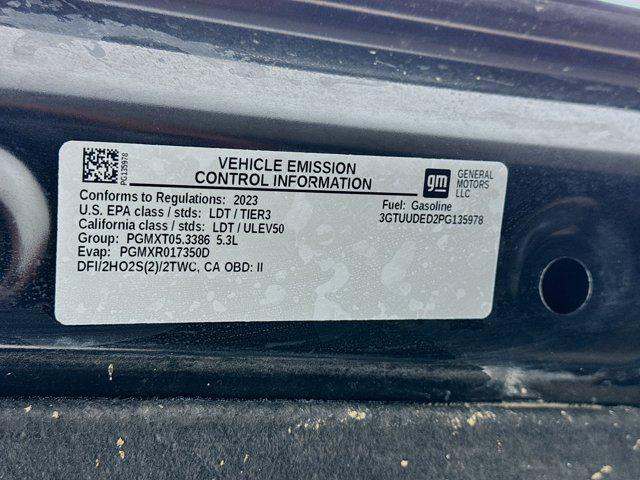 PG135978
VEHICLE EMISSION
CONTROL INFORMATION
gm
GENERAL
MOTORS
LLC
Conforms to Regulations: 2023
U.S. EPA class / stds: LDT / TIER3
California class / stds: LDT / ULEV50
Group: PGMXT05.3386 5.3L
Evap: PGMXR017350D
DFI/2HO2S(2)/2TWC, CA OBD: II
Fuel: Gasoline
3GTUUDED2PG135978